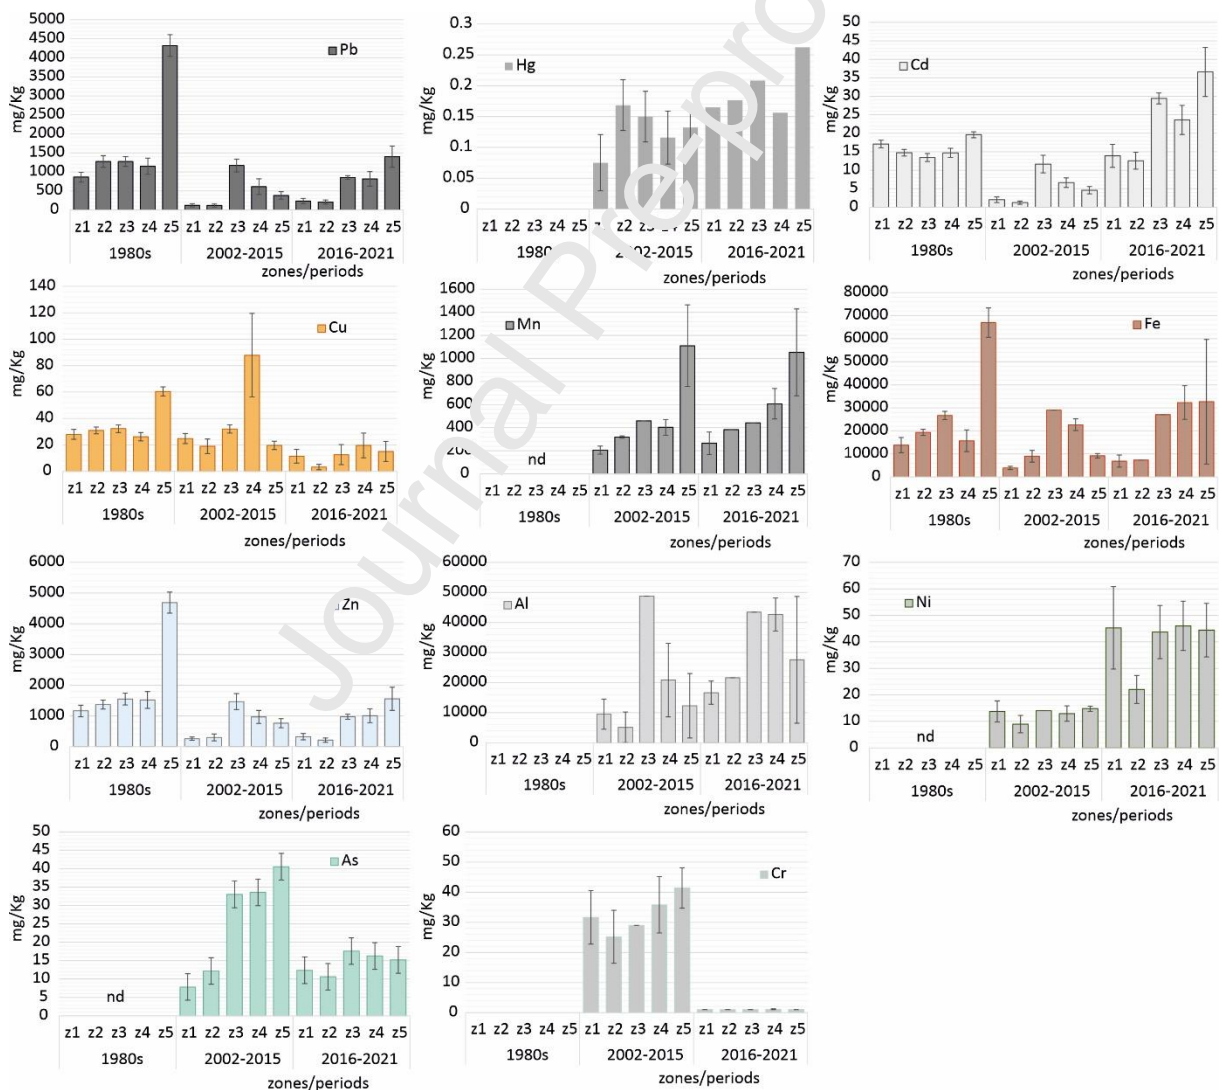 5000
4500
4000
3500
3000
2500
2000
1500
1000
500
0
mg/Kg
Pb
z1 z2 z3 z4 z5 z1 z2 z3 z4 z5 z1 z2 z3 z4 z5
1980s 2002-2015 2016-2021
zones/periods
0.3
0.25
0.2
0.15
0.1
0.05
0
mg/Kg
Hg
z1 z2 z3 z4 z5 z1 z2 z3 z4 z5 z1 z2 z3 z4 z5
1980s 2002-2015 2016-2021
zones/periods
50
45
40
35
30
25
20
15
10
5
0
mg/Kg
Cd
z1 z2 z3 z4 z5 z1 z2 z3 z4 z5 z1 z2 z3 z4 z5
1980s 2002-2015 2016-2021
zones/periods
140
120
100
80
60
40
20
0
mg/Kg
Cu
z1 z2 z3 z4 z5 z1 z2 z3 z4 z5 z1 z2 z3 z4 z5
1980s 2002-2015 2016-2021
zones/periods
1600
1400
1200
1000
800
600
400
200
0
mg/Kg
Mn
nd
z1 z2 z3 z4 z5 z1 z2 z3 z4 z5 z1 z2 z3 z4 z5
1980s 2002-2015 2016-2021
zones/periods
80000
70000
60000
50000
40000
30000
20000
10000
0
mg/Kg
Fe
z1 z2 z3 z4 z5 z1 z2 z3 z4 z5 z1 z2 z3 z4 z5
1980s 2002-2015 2016-2021
zones/periods
6000
5000
4000
3000
2000
1000
0
mg/Kg
Zn
z1 z2 z3 z4 z5 z1 z2 z3 z4 z5 z1 z2 z3 z4 z5
1980s 2002-2015 2016-2021
zones/periods
60000
50000
40000
30000
20000
10000
0
mg/Kg
Al
z1 z2 z3 z4 z5 z1 z2 z3 z4 z5 z1 z2 z3 z4 z5
1980s 2002-2015 2016-2021
zones/periods
70
60
50
40
30
20
10
0
mg/Kg
Ni
nd
z1 z2 z3 z4 z5 z1 z2 z3 z4 z5 z1 z2 z3 z4 z5
1980s 2002-2015 2016-2021
zones/periods
50
45
40
35
30
25
20
15
10
5
0
mg/Kg
As
nd
z1 z2 z3 z4 z5 z1 z2 z3 z4 z5 z1 z2 z3 z4 z5
1980s 2002-2015 2016-2021
zones/periods
60
50
40
30
20
10
0
mg/Kg
Cr
z1 z2 z3 z4 z5 z1 z2 z3 z4 z5 z1 z2 z3 z4 z5
1980s 2002-2015 2016-2021
zones/periods
Journal Pre-pro